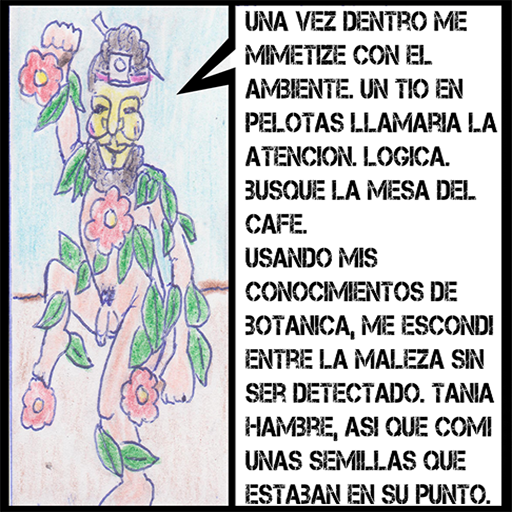 UNA VEZ DENTRO ME
MIMETIZE CON EL
AMBIENTE. UN TIO EN
PELOTAS LLAMARIA LA
ATENCION. LOGICA.
BUSQUE LA MESA DEL
CAFE.
USANDO MIS
CONOCIMIENTOS DE
BOTANICA, ME ESCONDI
ENTRE LA MALEZA SIN
SER DETECTADO. TANIA
HAMBRE, ASI QUE COMI
UNAS SEMILLAS QUE
ESTABAN EN SU PUNTO.